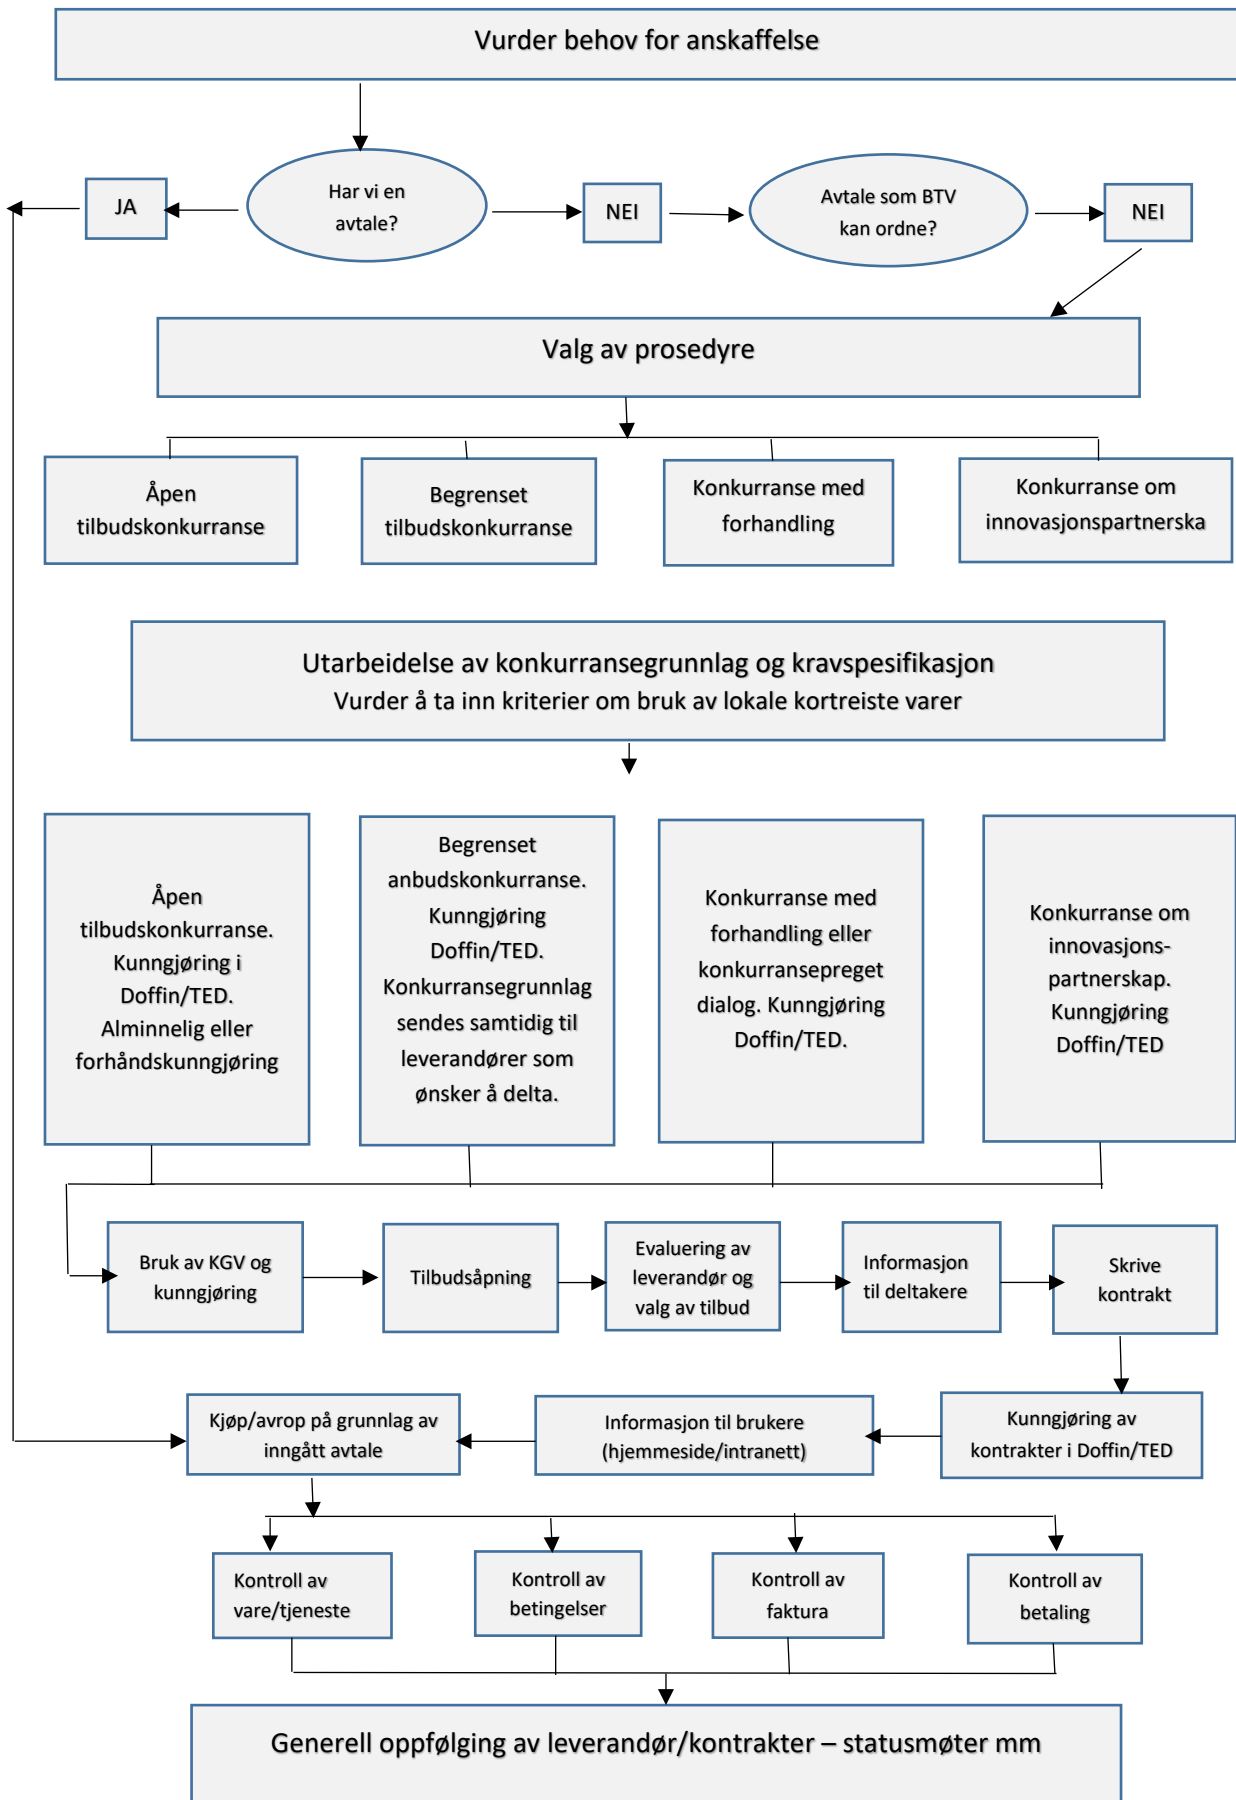 Vurder behov for anskaffelse
JA
Har vi en
avtale?
NEI
Avtale som BTV
kan ordne?
NEI
Valg av prosedyre
Åpen
tilbudskonkurranse
Begrenset
tilbudskonkurranse
Konkurranse med
forhandling
Konkurranse om
innovasjonspartnerska
Utarbeidelse av konkurransegrunnlag og kravspesifikasjon
Vurder å ta inn kriterier om bruk av lokale kortreiste varer
Åpen
tilbudskonkurranse.
Kunngjøring i
Doffin/TED.
Alminnelig eller
forhåndskunngjøring
Begrenset
anbudskonkurranse.
Kunngjøring
Doffin/TED.
Konkurransegrunnlag
sendes samtidig til
leverandører som
ønsker å delta.
Konkurranse med
forhandling eller
konkurransepreget
dialog. Kunngjøring
Doffin/TED.
Konkurranse om
innovasjons-
partnerskap.
Kunngjøring
Doffin/TED
Bruk av KGV og
kunngjøring
Tilbudsåpning
Evaluering av
leverandør og
valg av tilbud
Informasjon
til deltakere
Skrive
kontrakt
Kjøp/avrop på grunnlag av
inngått avtale
Informasjon til brukere
(hjemmeside/intranett)
Kunngjøring av
kontrakter i Doffin/TED
Kontroll av
vare/tjeneste
Kontroll av
betingelser
Kontroll av
faktura
Kontroll av
betaling
Generell oppfølging av leverandør/kontrakter – statusmøter mm